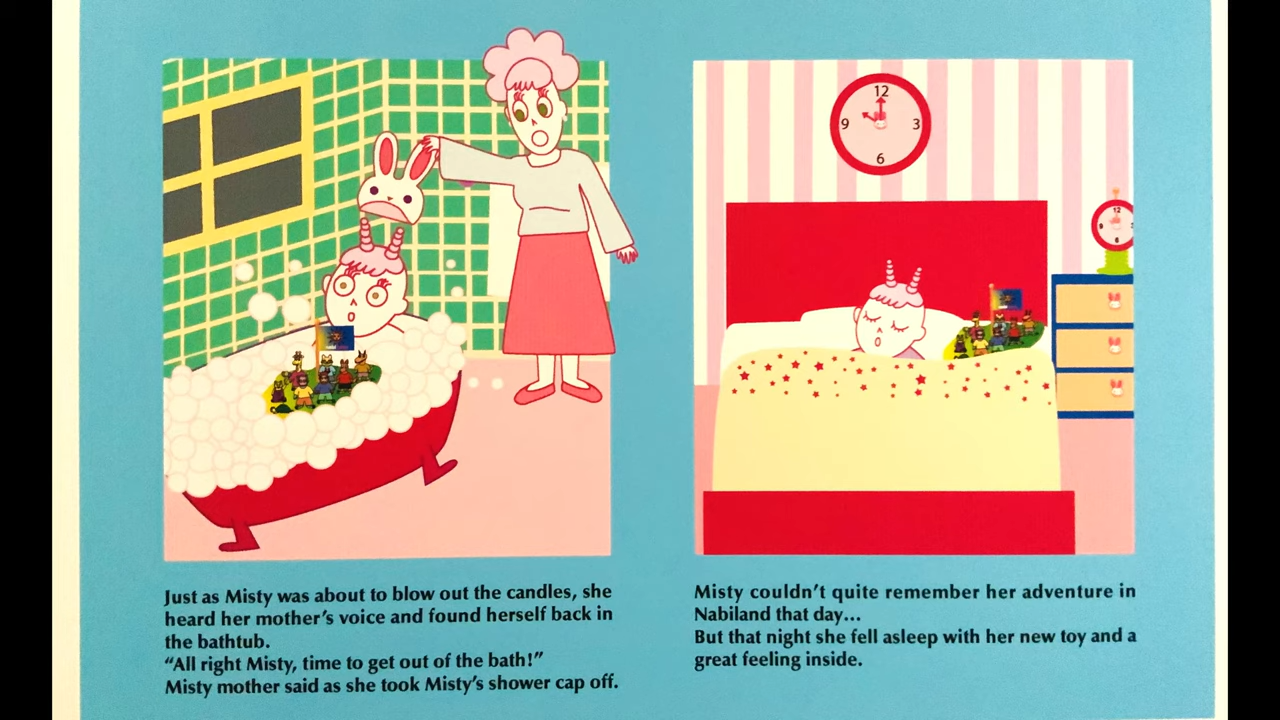 12
9
3
6
12
6
Just as Misty was about to blow out the candles, she
heard her mother’s voice and found herself back in
the bathtub.
“All right Misty, time to get out of the bath!”
Misty mother said as she took Misty’s shower cap off.
Misty couldn’t quite remember her adventure in
Nabiland that day...
But that night she fell asleep with her new toy and a
great feeling inside.